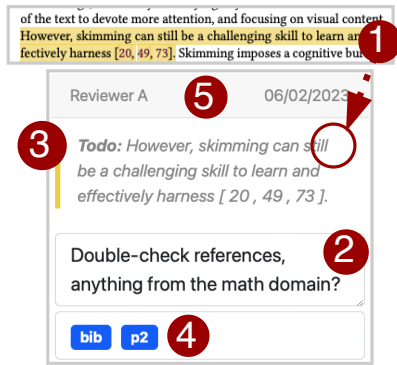 of the text to devote more attention, and focusing on visual content
However, skimming can still be a challenging skill to learn an
fectively harness [20, 49, 73]. Skimming imposes a cognitive bur
1
Reviewer A 5 06/02/2023
3 Todo: However, skimming can still
be a challenging skill to learn and
effectively harness [ 20 , 49 , 73 ].
Double-check references, 2
anything from the math domain?
bib p2 4